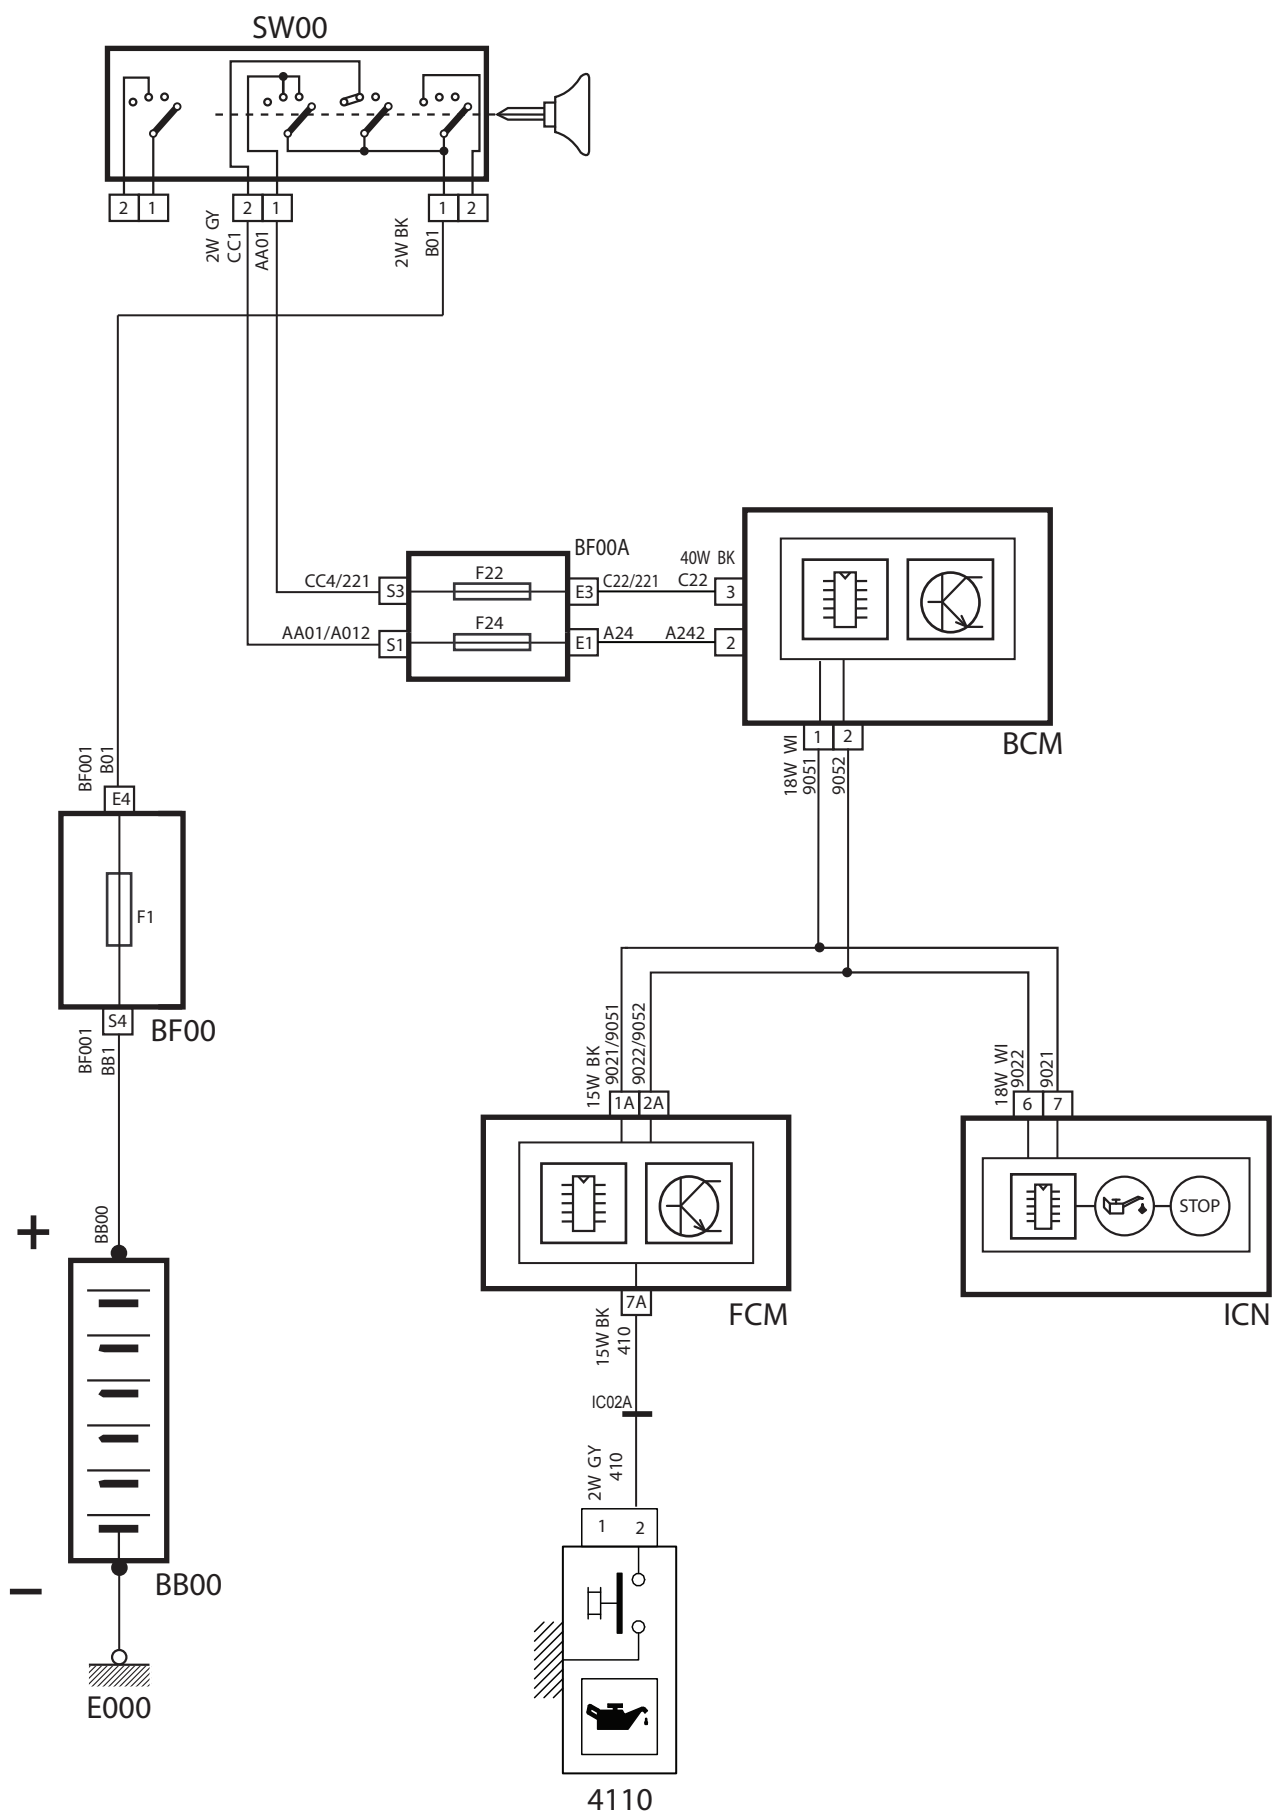 SW00
2 1
2 1
1 2
2W GY
CC1
AA01
2W BK
B01
BF00A
40W BK
CC4/221
S3
F22
E3
C22/221
C22
3
AA01/A012
S1
F24
E1
A24
A242
2
BCM
1 2
18W WI
9051
9052
BF001
B01
E4
F1
S4
BF00
BF001
BB1
15W BK
9021/9051
9022/9052
18W WI
9022
9021
1A 2A
6 7
STOP
BB00
+
7A
FCM
ICN
15W BK
410
IC02A
2W GY
410
1 2
−
BB00
E000
4110